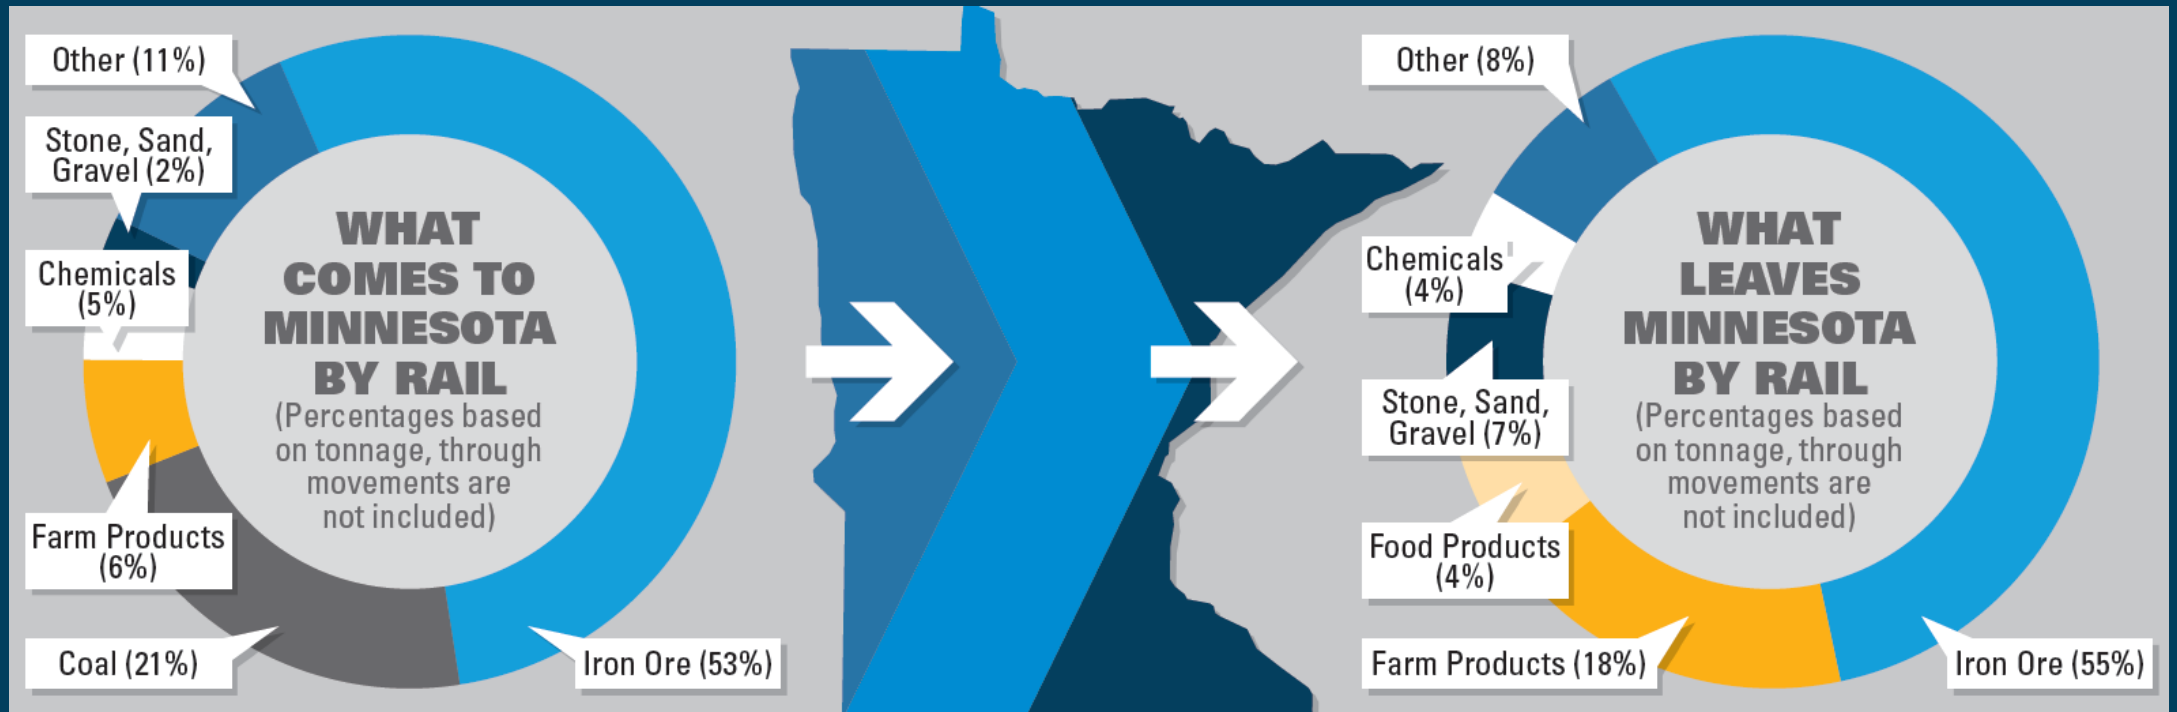 Other (11%)
Stone, Sand,
Gravel (2%)
Chemicals
(5%)
Farm Products
(6%)
Coal (21%)
Iron Ore (53%)
WHAT
COMES TO
MINNESOTA
BY RAIL
(Percentages based
on tonnage, through
movements are
not included)
Other (8%)
Chemicals
(4%)
Stone, Sand,
Gravel (7%)
Food Products
(4%)
Farm Products (18%)
Iron Ore (55%)
WHAT
LEAVES
MINNESOTA
BY RAIL
(Percentages based
on tonnage, through
movements are
not included)